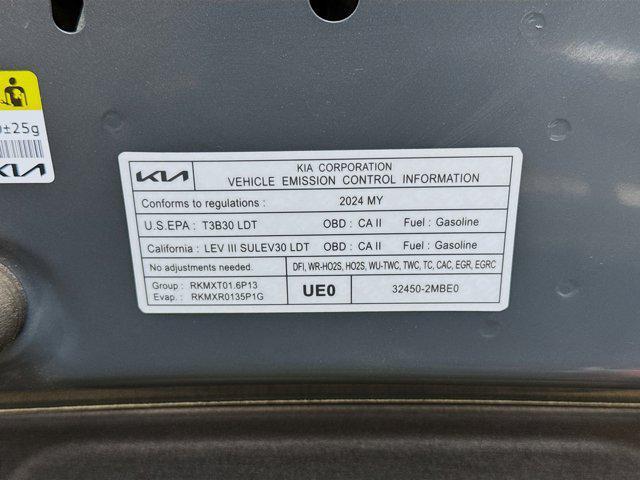 ±25g
KIA
KIA
KIA CORPORATION
VEHICLE EMISSION CONTROL INFORMATION
Conforms to regulations : 2024 MY
U.S.EPA : T3B30 LDT OBD : CA II Fuel : Gasoline
California : LEV III SULEV30 LDT OBD : CA II Fuel : Gasoline
No adjustments needed. DFI, WR-HO2S, HO2S, WU-TWC, TWC, TC, CAC, EGR, EGRC
Group : RKMXT01.6P13
Evap. : RKMXR0135P1G
UE0
32450-2MBE0